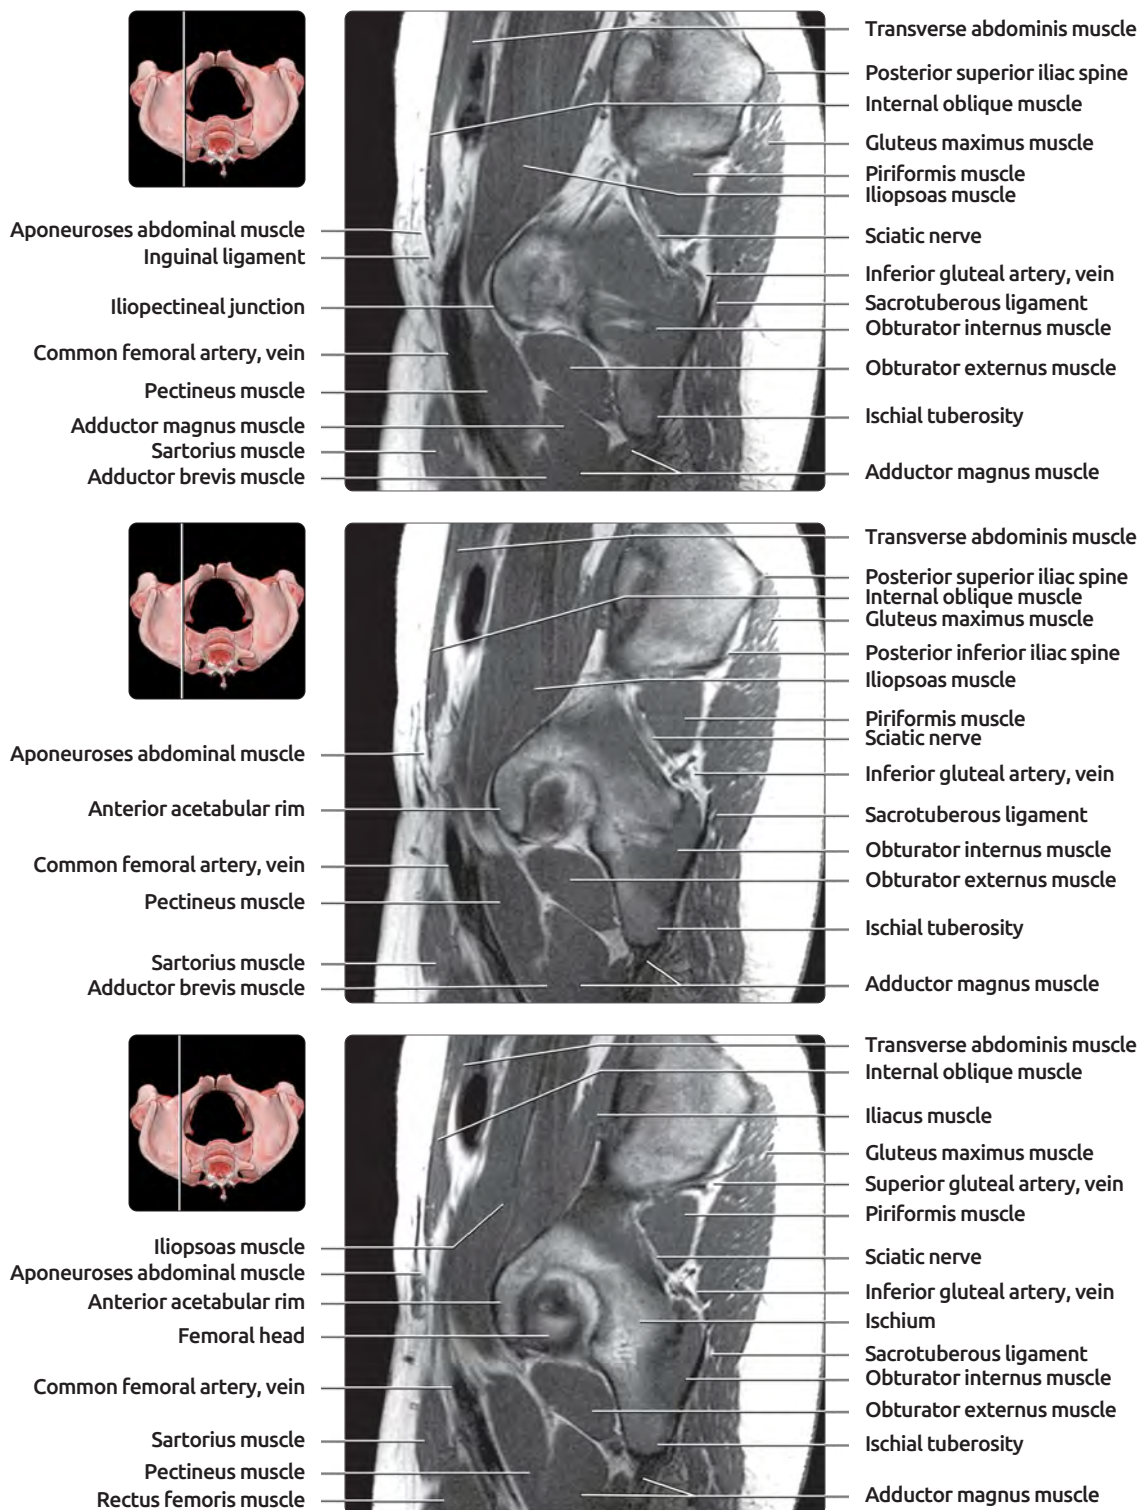 Transverse abdominis muscle
Posterior superior iliac spine
Internal oblique muscle
Gluteus maximus muscle
Piriformis muscle
Iliopsoas muscle
Aponeuroses abdominal muscle
Sciatic nerve
Inguinal ligament
Inferior gluteal artery, vein
Iliopectineal junction
Sacrotuberous ligament
Obturator internus muscle
Common femoral artery, vein
Obturator externus muscle
Pectineus muscle
Ischial tuberosity
Adductor magnus muscle
Sartorius muscle
Adductor magnus muscle
Adductor brevis muscle
Transverse abdominis muscle
Posterior superior iliac spine
Internal oblique muscle
Gluteus maximus muscle
Posterior inferior iliac spine
Iliopsoas muscle
Piriformis muscle
Sciatic nerve
Aponeuroses abdominal muscle
Inferior gluteal artery, vein
Anterior acetabular rim
Sacrotuberous ligament
Obturator internus muscle
Common femoral artery, vein
Obturator externus muscle
Pectineus muscle
Ischial tuberosity
Sartorius muscle
Adductor magnus muscle
Adductor brevis muscle
Transverse abdominis muscle
Internal oblique muscle
Iliacus muscle
Gluteus maximus muscle
Superior gluteal artery, vein
Piriformis muscle
Iliopsoas muscle
Sciatic nerve
Aponeuroses abdominal muscle
Inferior gluteal artery, vein
Anterior acetabular rim
Ischium
Femoral head
Sacrotuberous ligament
Obturator internus muscle
Common femoral artery, vein
Obturator externus muscle
Sartorius muscle
Ischial tuberosity
Pectineus muscle
Adductor magnus muscle
Rectus femoris muscle